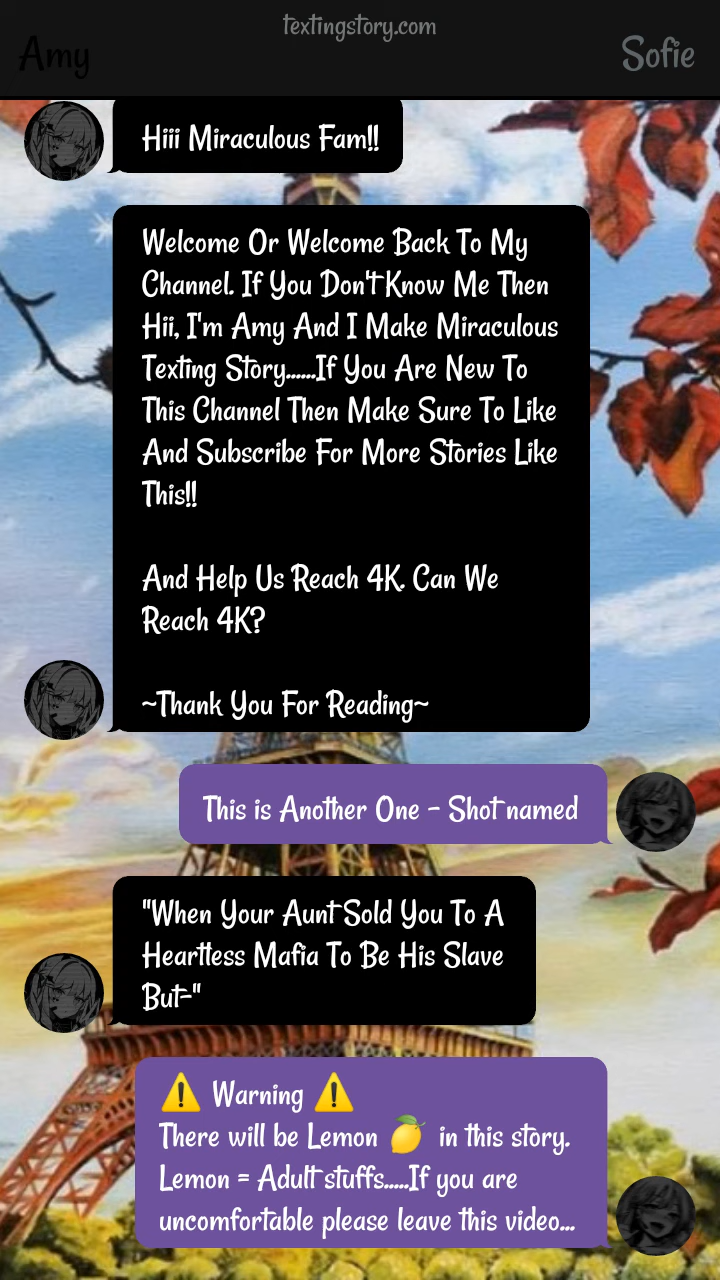 textingstory.com
Amy
Sofie
Hiii Miraculous Fam!!
Welcome Or Welcome Back To My
Channel. If You Don't Know Me Then
Hii, I'm Amy And I Make Miraculous
Texting Story......If You Are New To
This Channel Then Make Sure To Like
And Subscribe For More Stories Like
This!!
And Help Us Reach 4K. Can We
Reach 4K?
~Thank You For Reading~
This is Another One - Shot named
"When Your Aunt Sold You To A
Heartless Mafia To Be His Slave
But-"
⚠️ Warning ⚠️
There will be Lemon 🍋 in this story.
Lemon = Adult stuffs.....If you are
uncomfortable please leave this video...